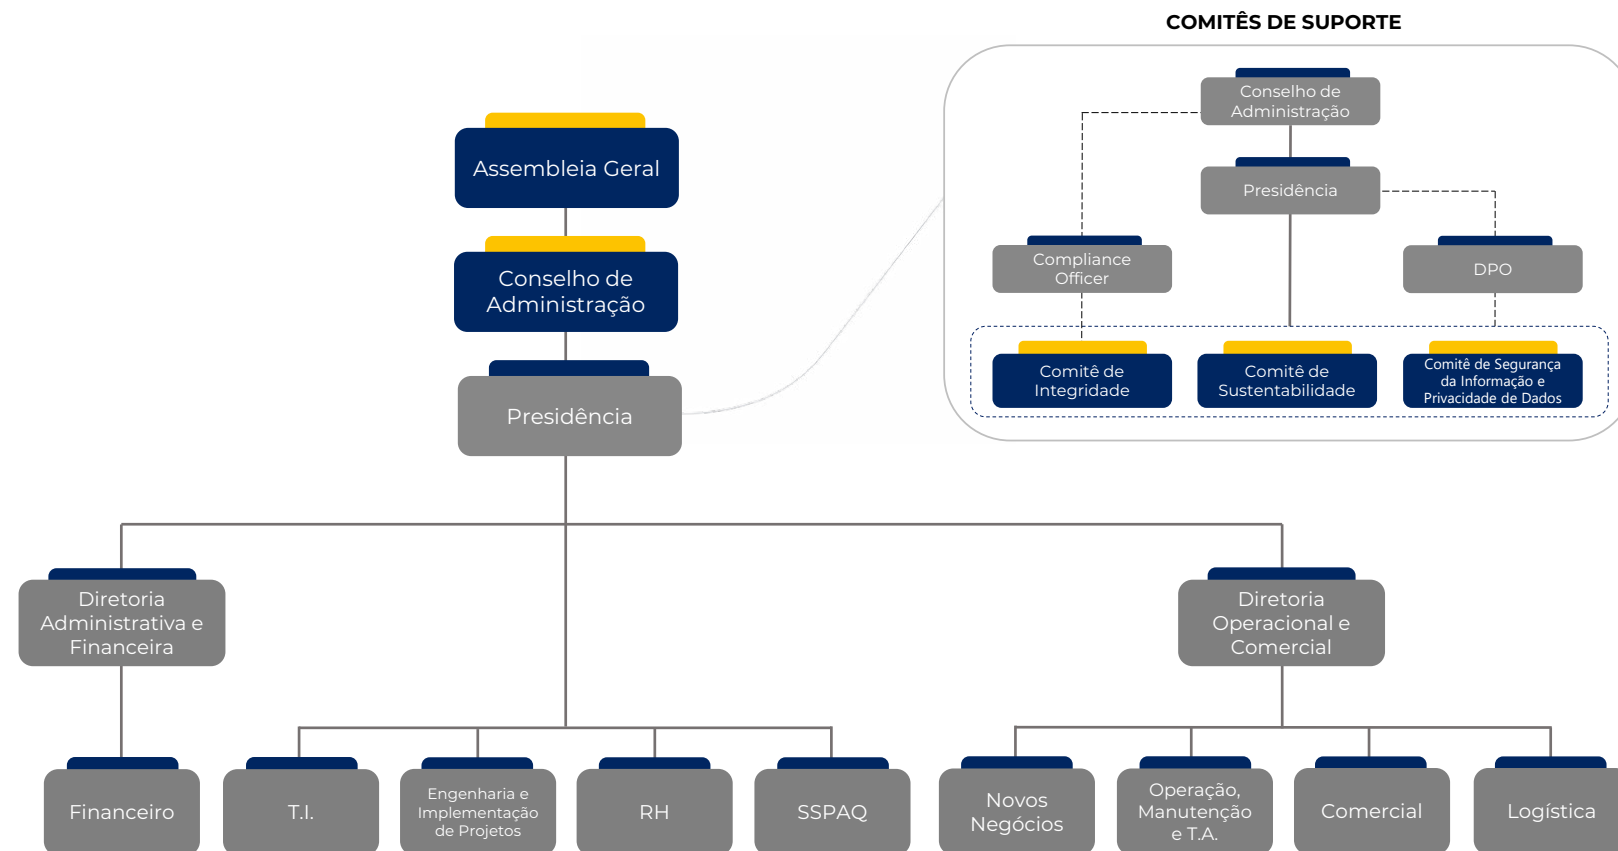 COMITÊS DE SUPORTE
Conselho de
Administração
Presidência
Compliance
Officer
DPO
Comitê de
Integridade
Comitê de
Sustentabilidade
Comitê de Segurança
da Informação e
Privacidade de Dados
Assembleia Geral
Conselho de
Administração
Presidência
Diretoria
Administrativa e
Financeira
Diretoria
Operacional e
Comercial
Financeiro
T.I.
Engenharia e
Implementação
de Projetos
RH
SSPAQ
Novos
Negócios
Operação,
Manutenção
e T.A.
Comercial
Logística